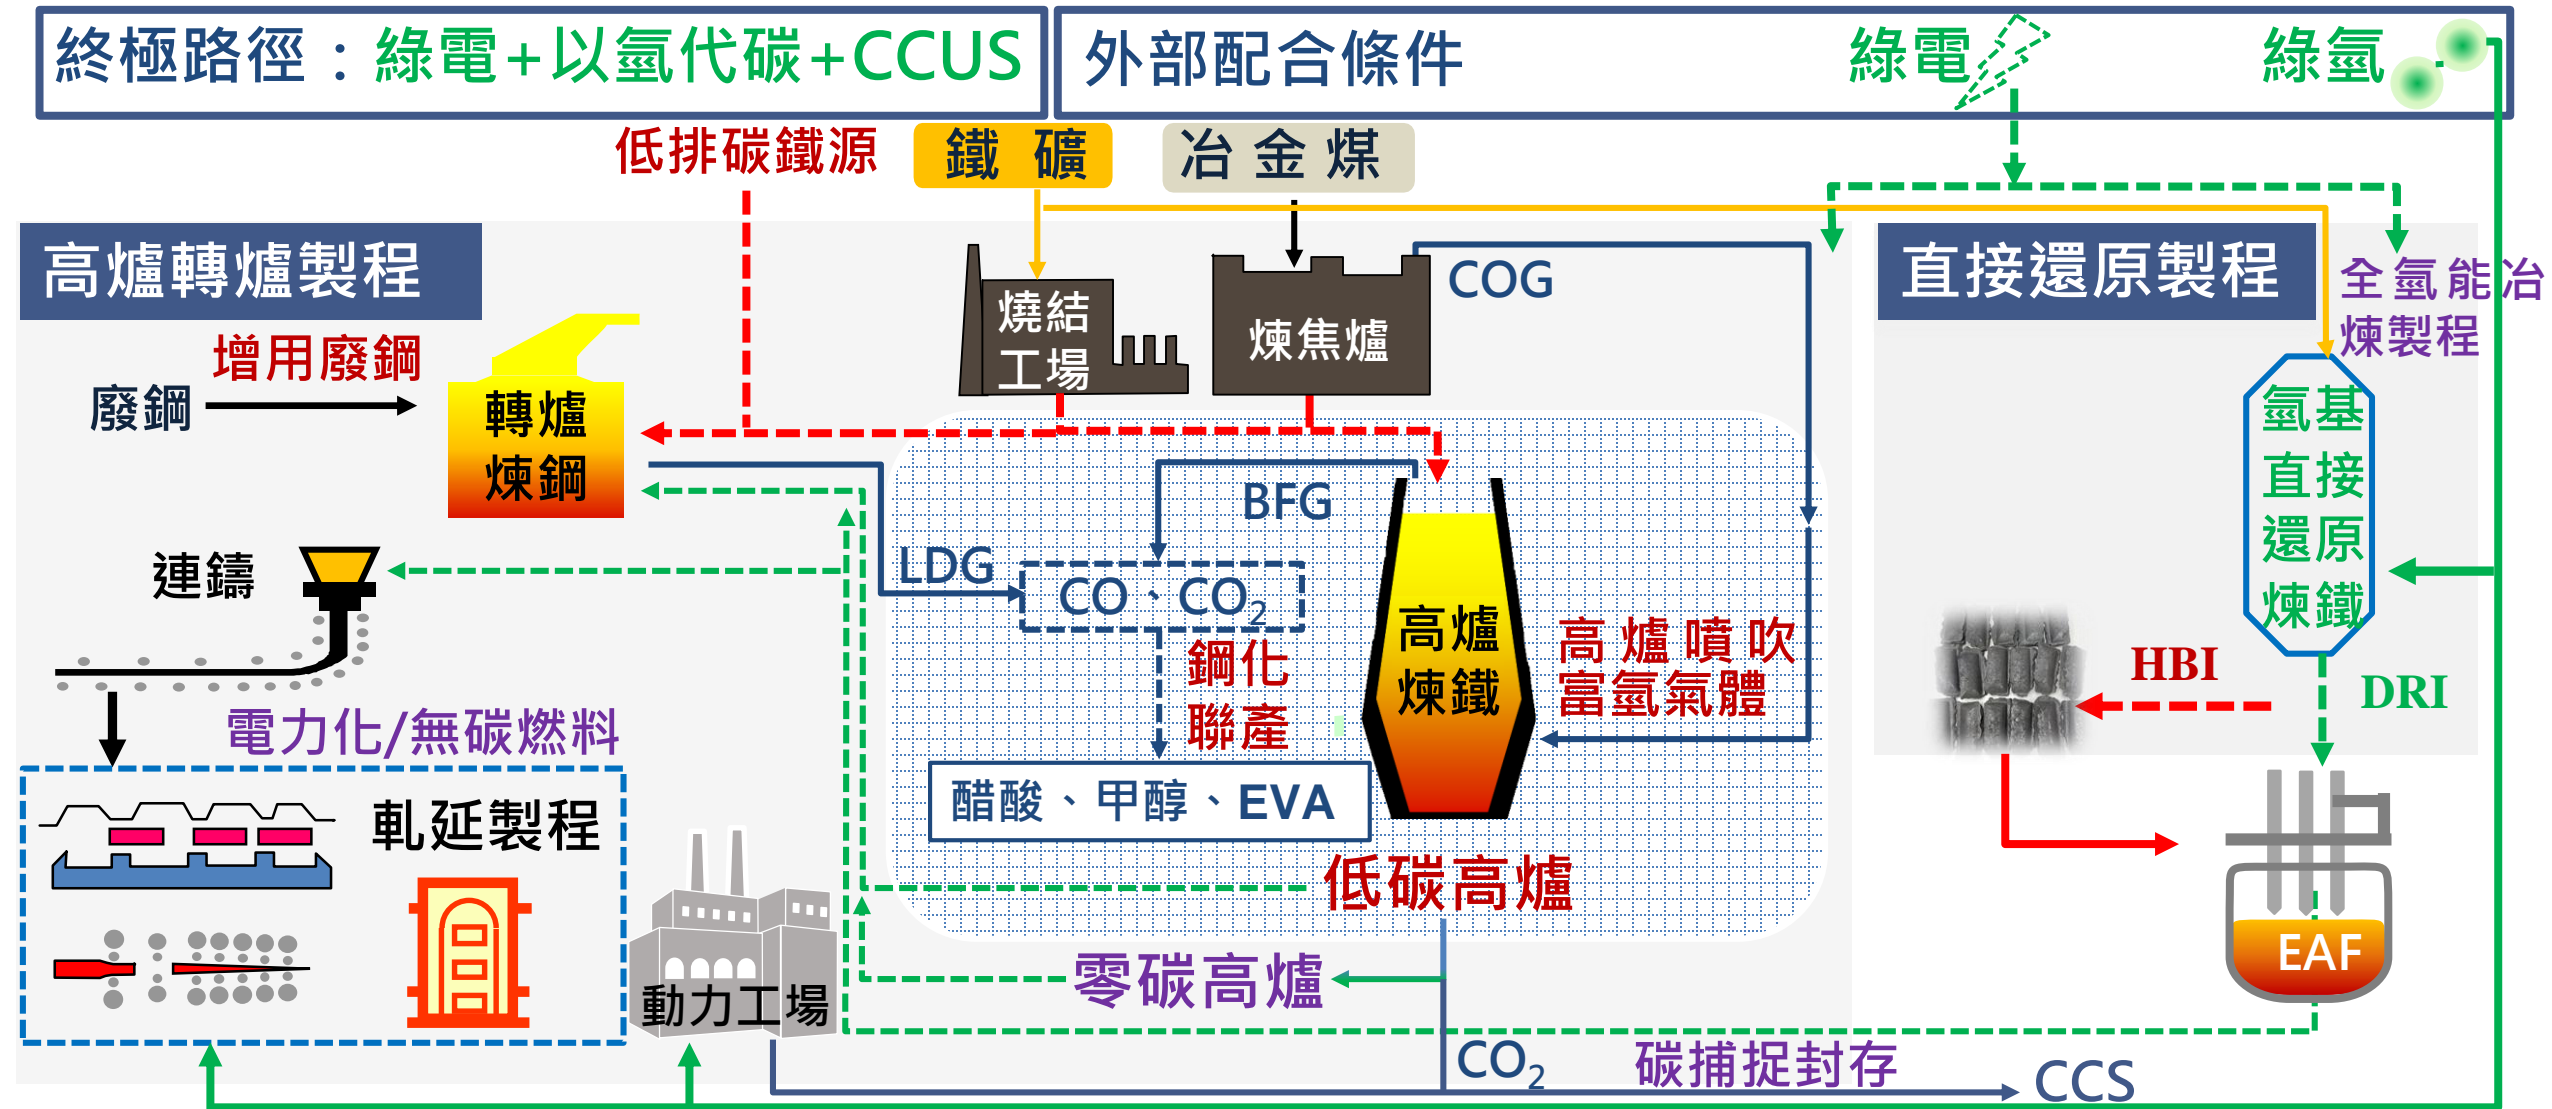 終極路徑：綠電+以氫代碳+CCUS
外部配合條件
綠電
綠氫
低排碳鐵源
鐵 礦
冶金煤
高爐轉爐製程
直接還原製程
全氫能冶
煉製程
增用廢鋼
廢鋼
轉爐
煉鋼
燒結
工場
煉焦爐
COG
BFG
LDG
CO、CO₂
鋼化
聯產
醋酸、甲醇、EVA
高爐
煉鐵
高爐噴吹
富氫氣體
低碳高爐
零碳高爐
連鑄
電力化/無碳燃料
軋延製程
動力工場
氫基
直接
還原
煉鐵
HBI
DRI
EAF
CO₂
碳捕捉封存
CCS